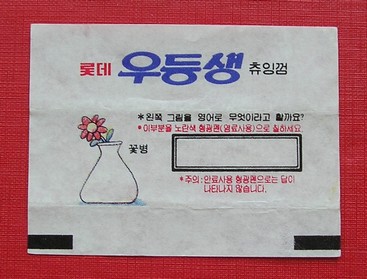 롯데 우등생 츄잉껌
*왼쪽 그림을 영어로 무엇이라고 할까요?
*이부분을 노란색 형광펜(염료사용)으로 칠하세요.
꽃병
*주의:안료사용 형광펜으로는 답이
나타나지 않습니다.